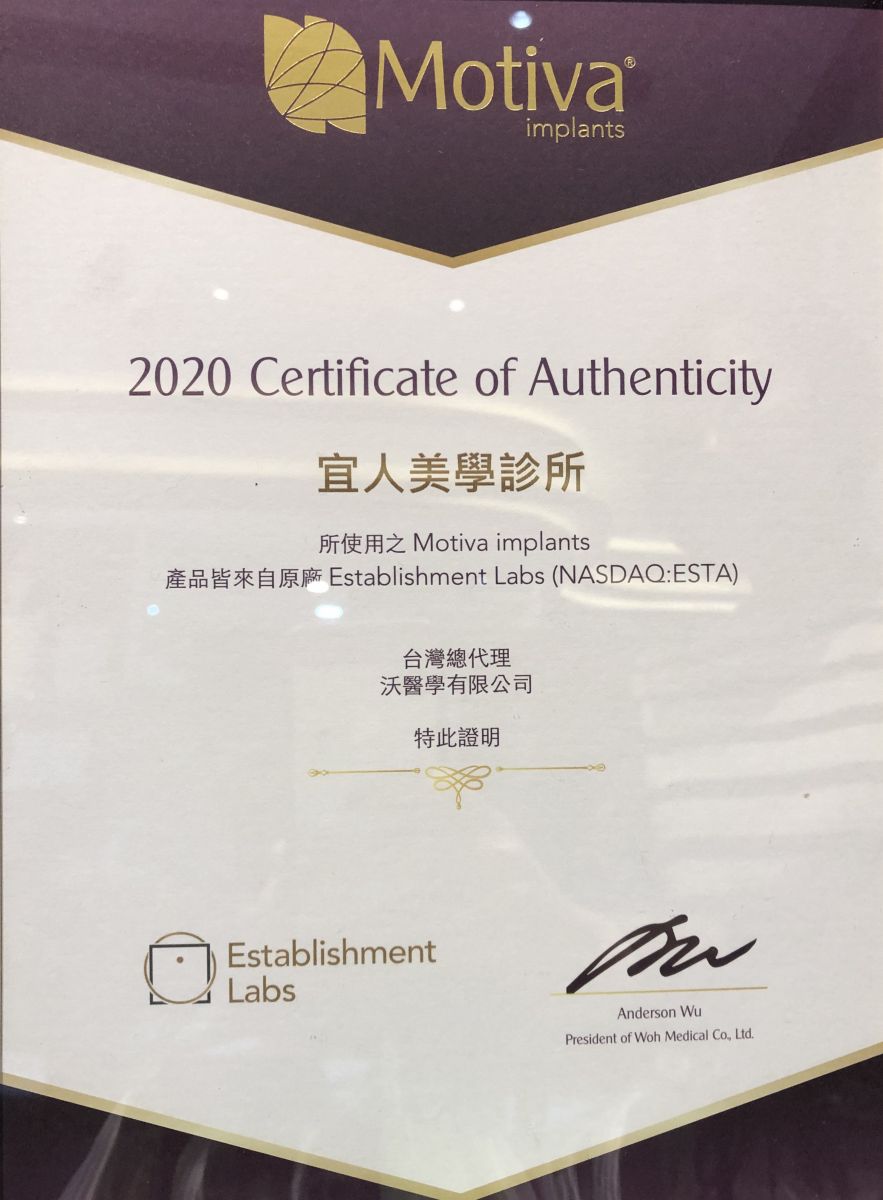 Motiva®
implants
2020 Certificate of Authenticity
宜人美學診所
所使用之 Motiva implants
產品皆來自原廠 Establishment Labs (NASDAQ:ESTA)
台灣總代理
沃醫學有限公司
特此證明
Establishment
Labs
Anderson Wu
President of Woh Medical Co., Ltd.